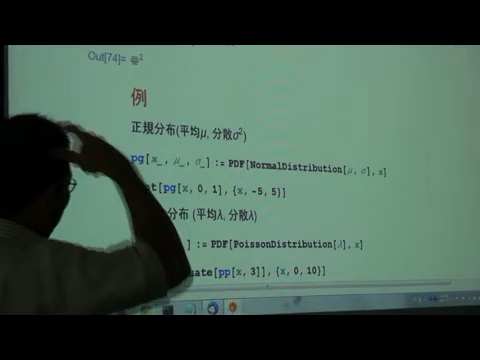 Out[74]=
例
正規分布(平均μ, 分散σ²)
pg[x_, μ_, σ_] := PDF[NormalDistribution[μ, σ], x]
ot[pg[x, 0, 1], {x, -5, 5}]
分布 (平均λ, 分散λ)
] := PDF[PoissonDistribution[λ], x]
uate[pp[x, 3]], {x, 0, 10}]